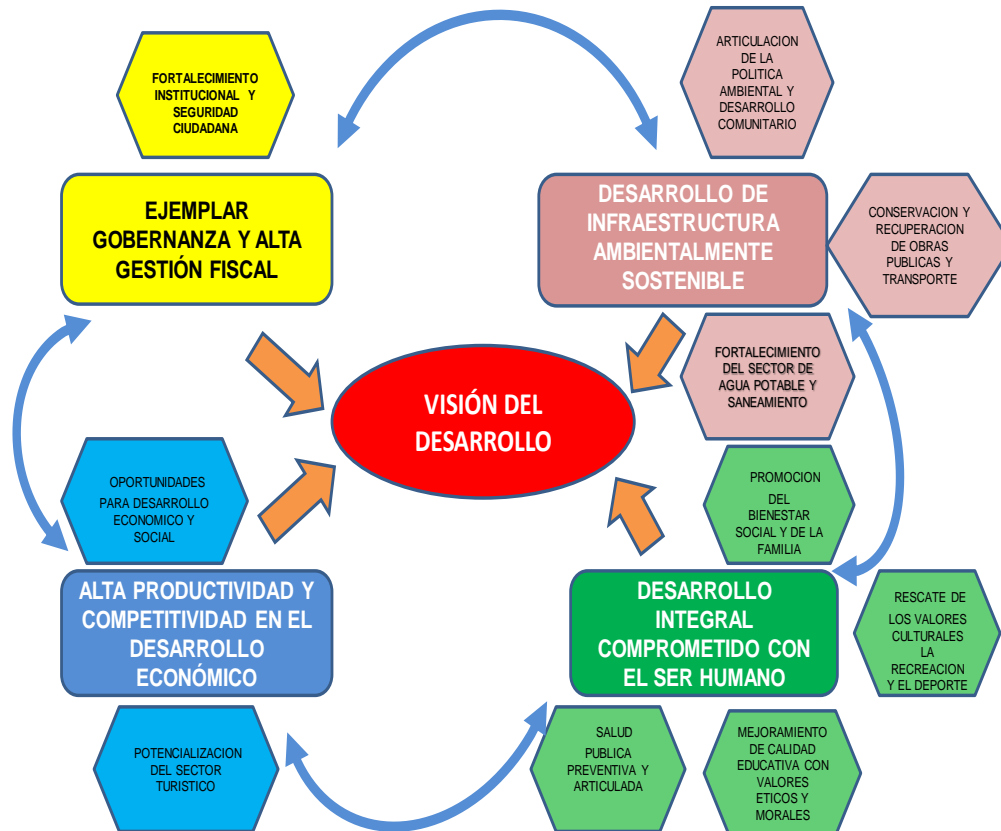 FORTALECIMIENTO
INSTITUCIONAL Y
SEGURIDAD
CIUDADANA
ARTICULACION
DE LA
POLITICA
AMBIENTAL Y
DESARROLLO
COMUNITARIO
EJEMPLAR
GOBERNANZA Y ALTA
GESTIÓN FISCAL
DESARROLLO DE
INFRAESTRUCTURA
AMBIENTALMENTE
SOSTENIBLE
CONSERVACION Y
RECUPERACION
DE OBRAS
PUBLICAS Y
TRANSPORTE
FORTALECIMIENTO
DEL SECTOR DE
AGUA POTABLE Y
SANEAMIENTO
VISIÓN DEL
DESARROLLO
OPORTUNIDADES
PARA DESARROLLO
ECONOMICO Y
SOCIAL
PROMOCION
DEL
BIENESTAR
SOCIAL Y DE LA
FAMILIA
ALTA PRODUCTIVIDAD Y
COMPETITIVIDAD EN EL
DESARROLLO
ECONÓMICO
DESARROLLO
INTEGRAL
COMPROMETIDO CON
EL SER HUMANO
RESCATE DE
LOS VALORES
CULTURALES
LA
RECREACION
Y EL DEPORTE
POTENCIALIZACION
DEL SECTOR
TURISTICO
SALUD
PUBLICA
PREVENTIVA Y
ARTICULADA
MEJORAMIENTO
DE CALIDAD
EDUCATIVA CON
VALORES
ETICOS Y
MORALES